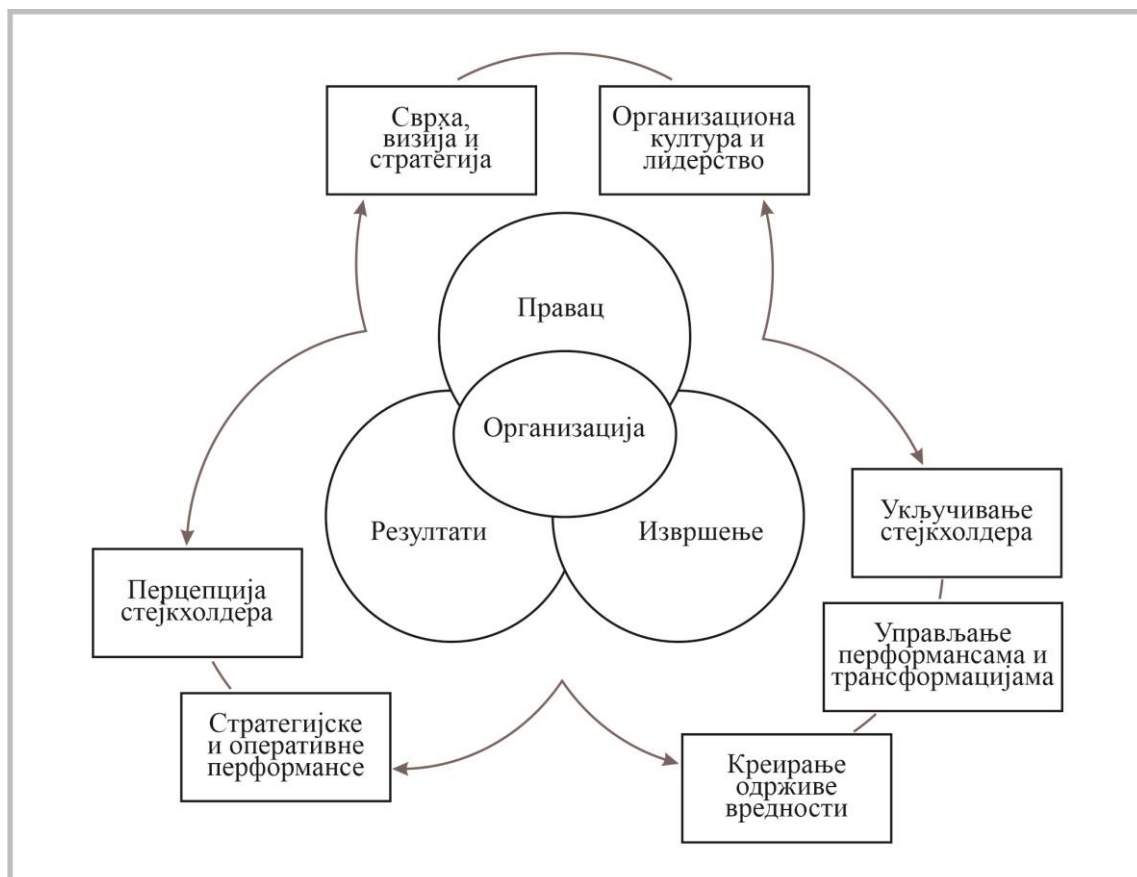 Сврха,
визија и
стратегија
Организациона
култура и
лидерство
Правац
Организација
Резултати
Извршење
Укључивање
стејкхолдера
Перцепција
стејкхолдера
Управљање
перформансама и
трансформацијама
Стратегијске
и оперативне
перформансе
Креирање
одрживе
вредности